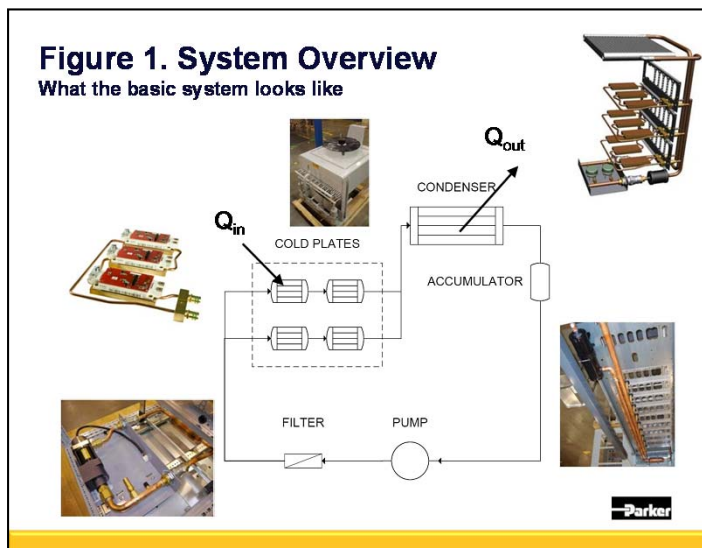 Figure 1. System Overview
What the basic system looks like
Qout
CONDENSER
Qin
COLD PLATES
ACCUMULATOR
FILTER
PUMP
Parker